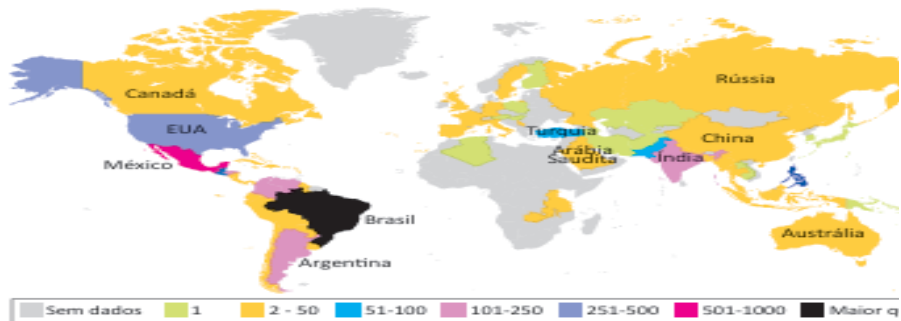 Canadá
Rússia
EUA
Turquia
China
México
Arábia
Saudita
Índia
Brasil
Austrália
Argentina
Sem dados 1 2 - 50 51-100 101-250 251-500 501-1000 Maior q